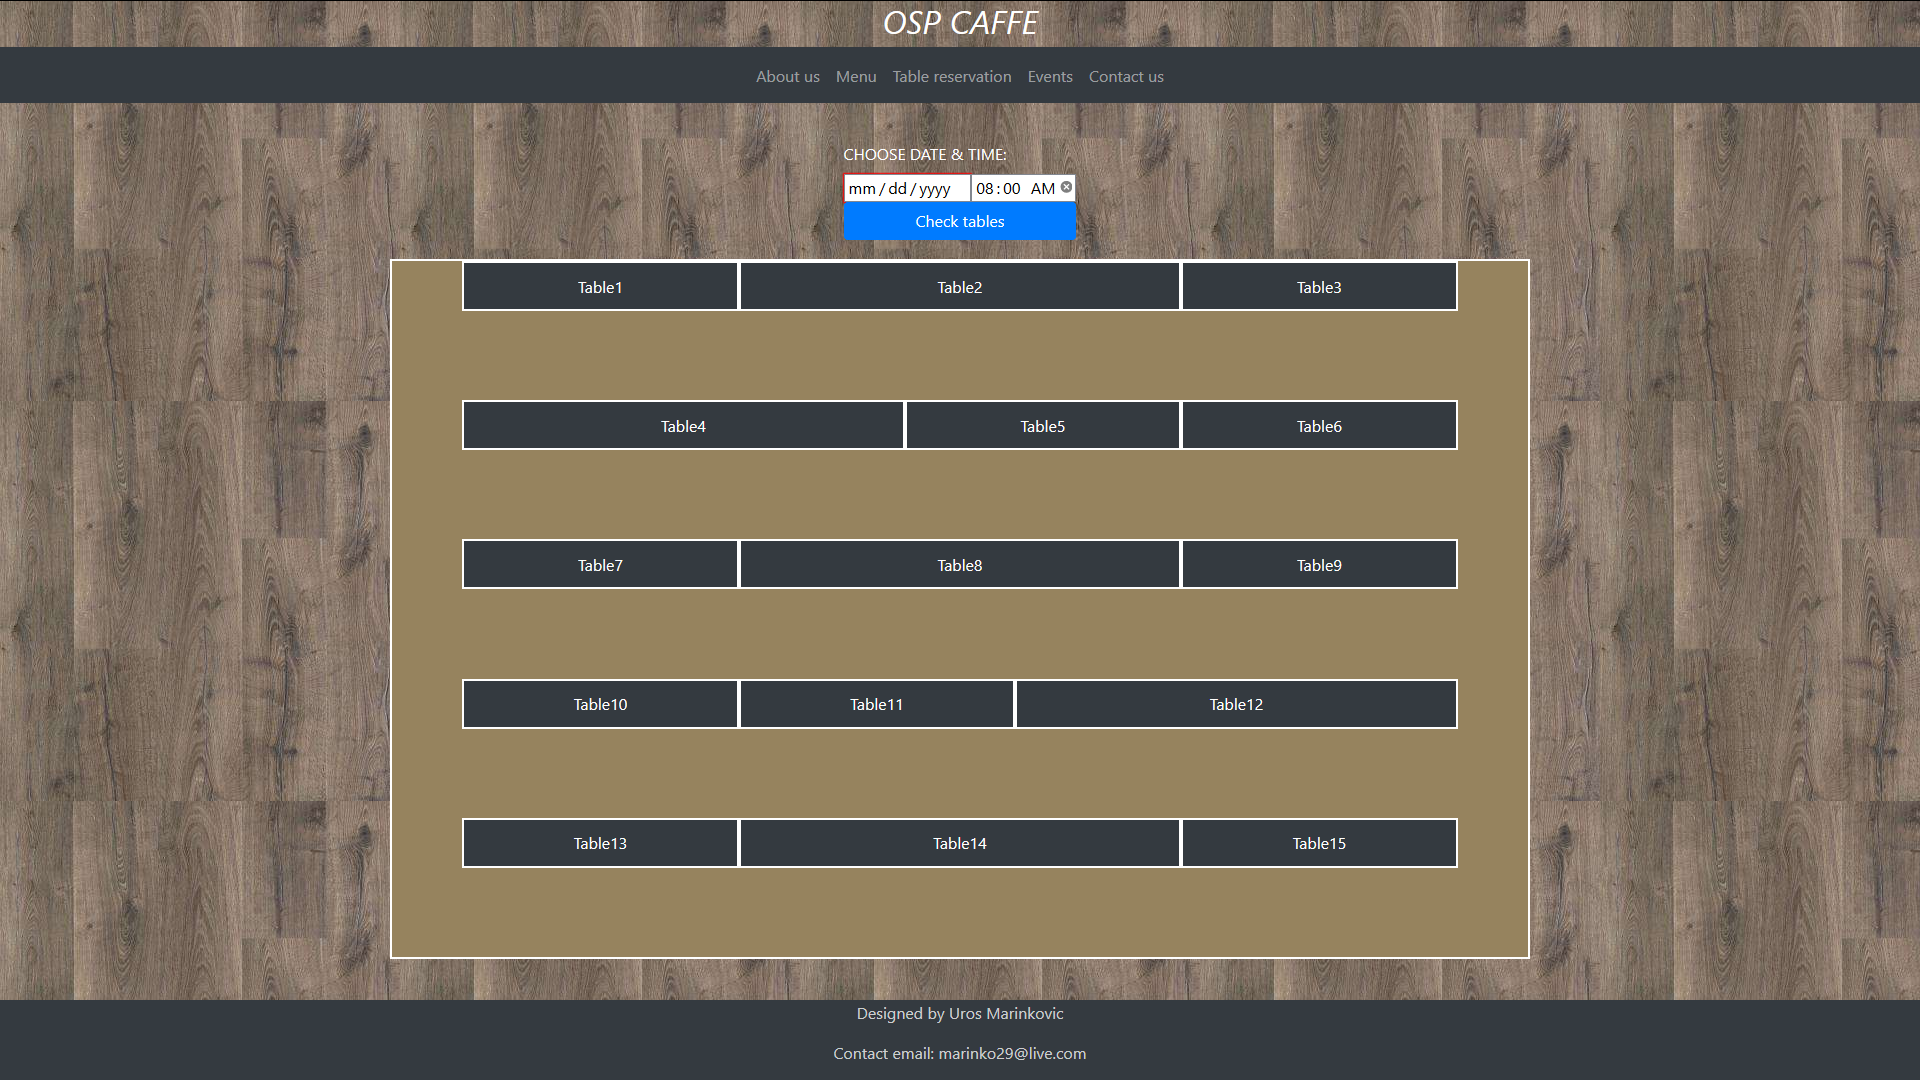 OSP CAFFE
About us Menu Table reservation Events Contact us
CHOOSE DATE & TIME:
mm/dd/yyyy 08:00 AM
Check tables
Table1 Table2 Table3
Table4 Table5 Table6
Table7 Table8 Table9
Table10 Table11 Table12
Table13 Table14 Table15
Designed by Uros Marinkovic
Contact email: marinko29@live.com